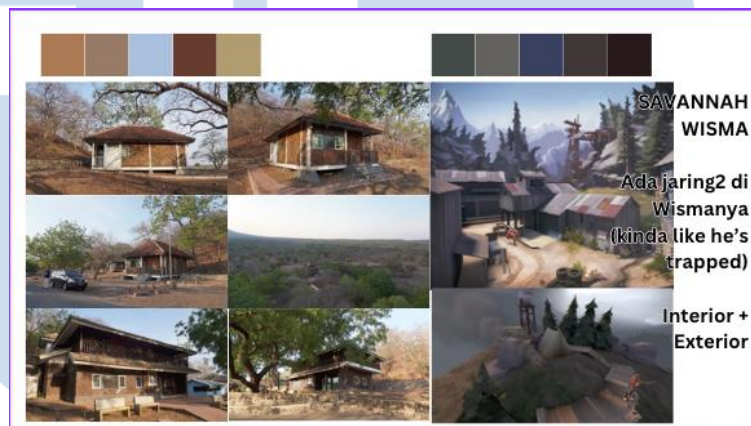 SAVANNAH
WISMA
Ada jaring2 di
Wismanya
(kinda like he's
trapped)
Interior +
Exterior